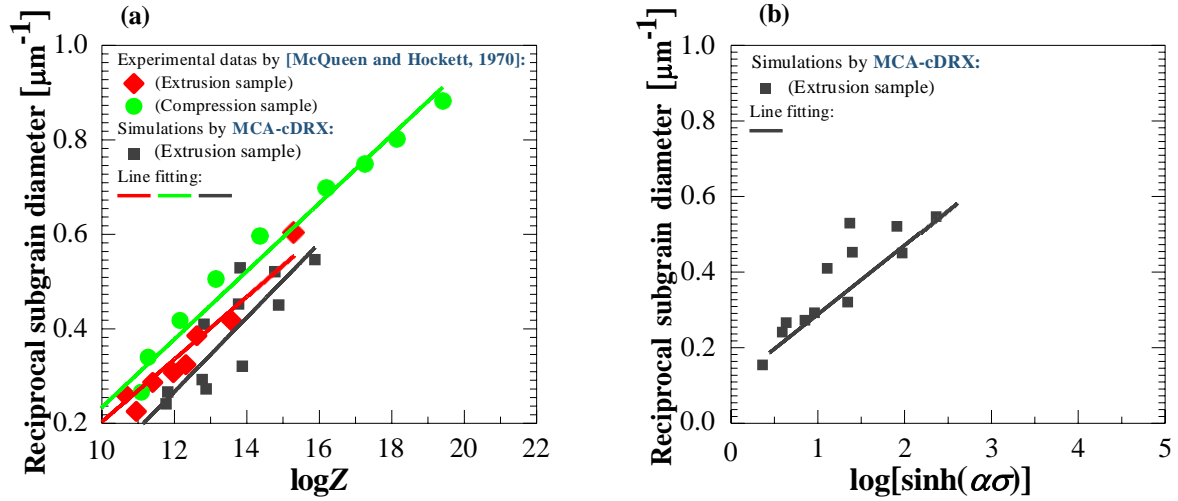 (a)
Reciprocal subgrain diameter [μm⁻¹]
1.0
0.8
0.6
0.4
0.2
Experimental datas by [McQueen and Hockett, 1970]:
(Extrusion sample)
(Compression sample)
Simulations by MCA-cDRX:
(Extrusion sample)
Line fitting:
10 12 14 16 18 20 22
logZ
(b)
Reciprocal subgrain diameter [μm⁻¹]
1.0
0.8
0.6
0.4
0.2
0.0
Simulations by MCA-cDRX:
(Extrusion sample)
Line fitting:
0 1 2 3 4 5
log[sinh(ασ)]